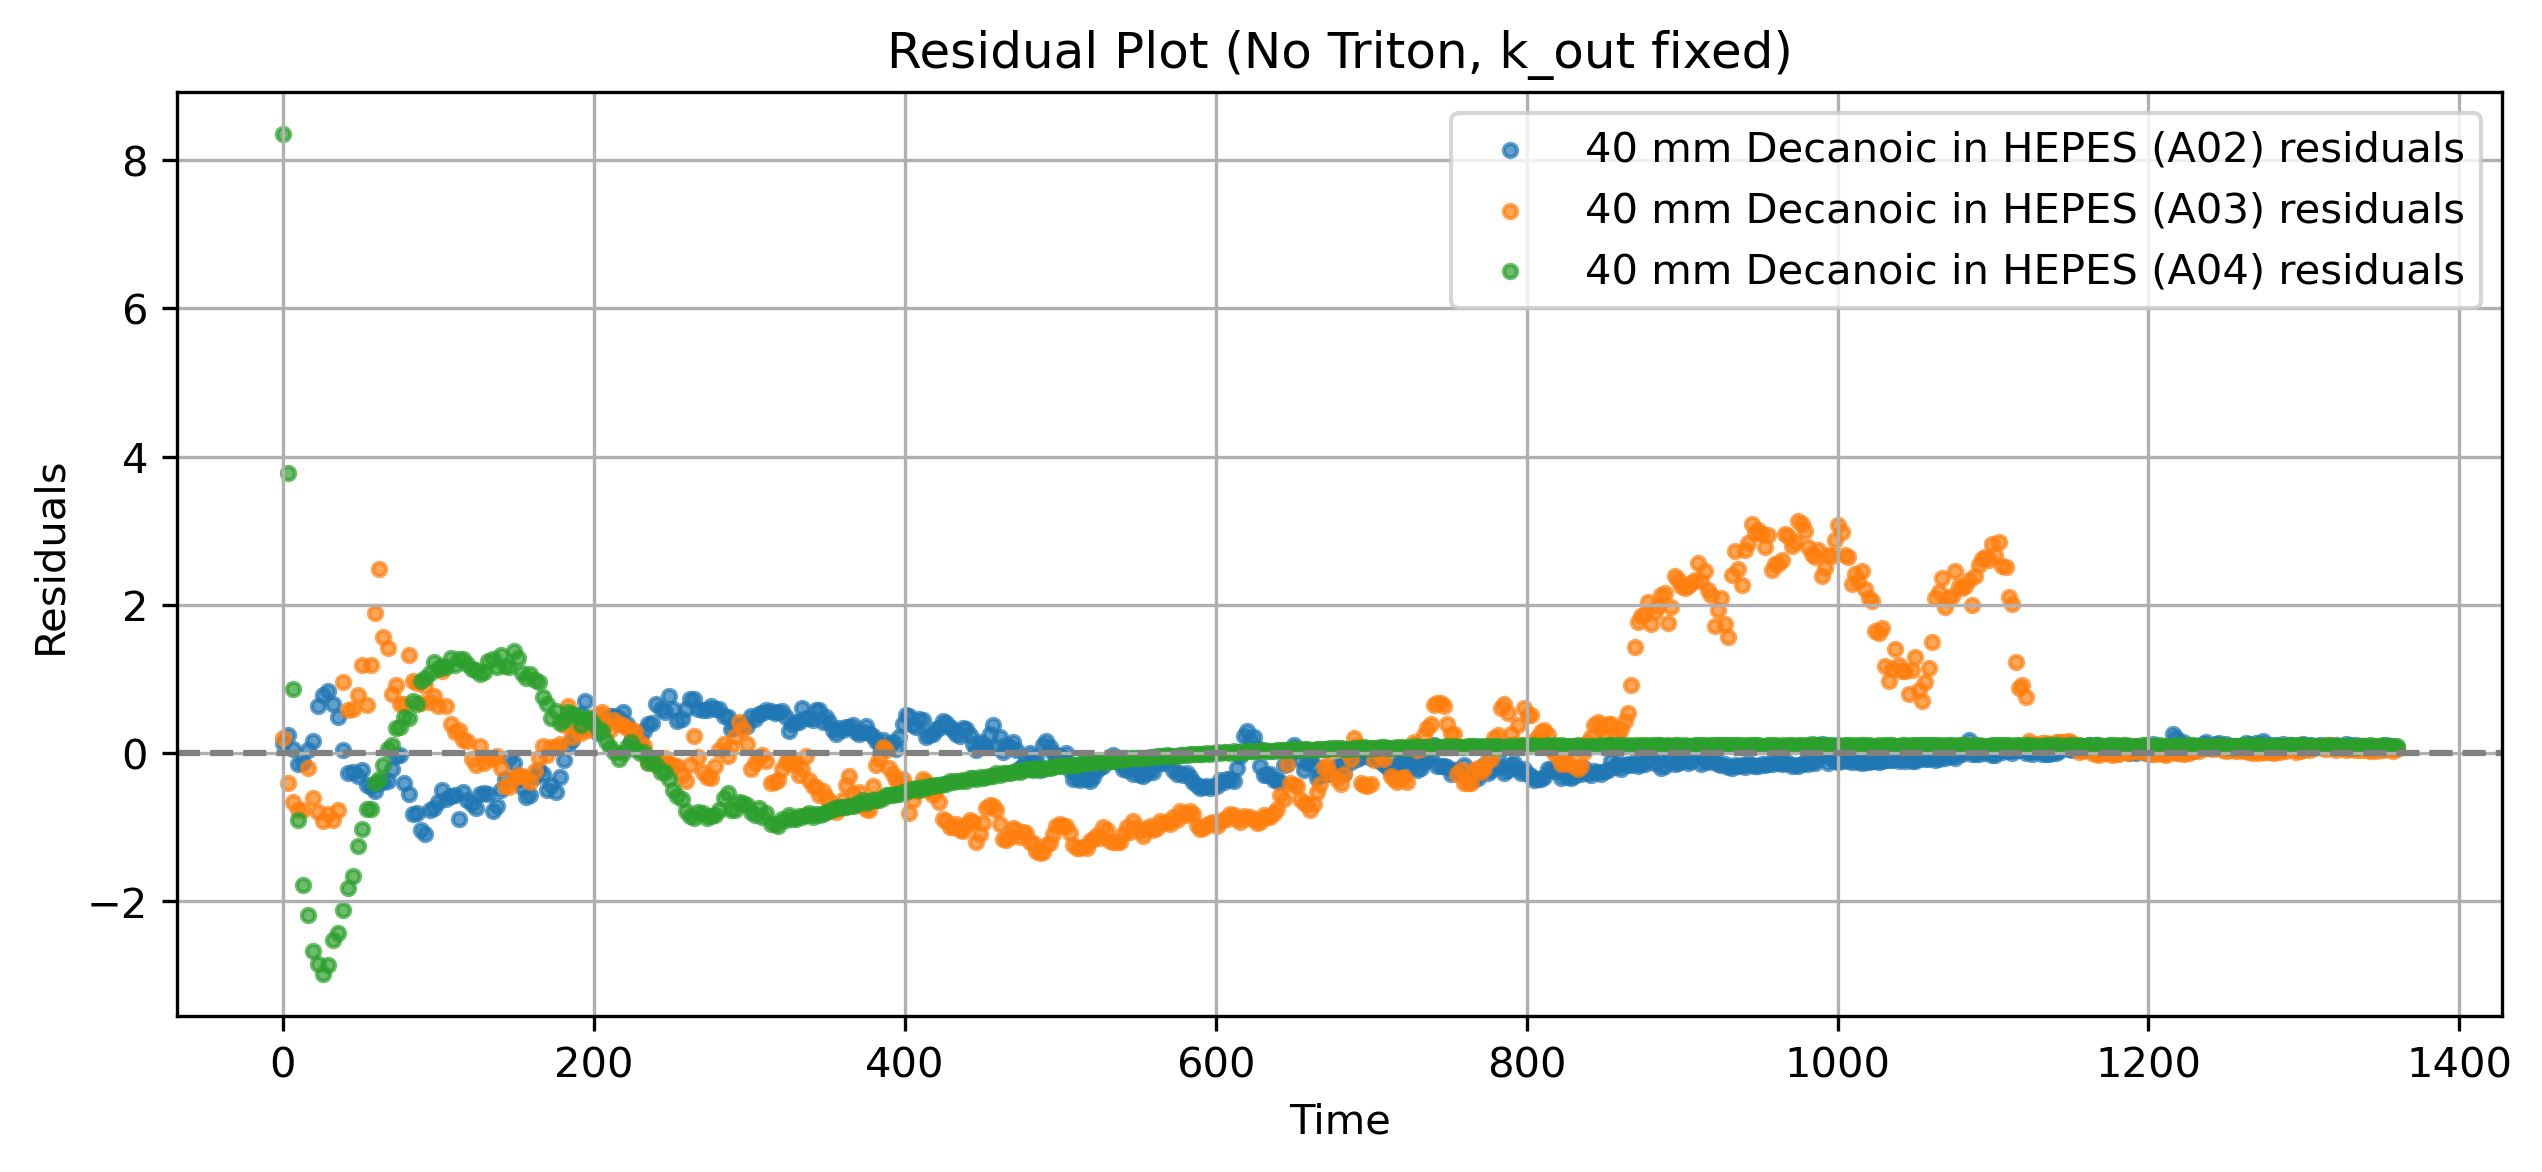 Residual Plot (No Triton, k_out fixed)
40 mm Decanoic in HEPES (A02) residuals
40 mm Decanoic in HEPES (A03) residuals
40 mm Decanoic in HEPES (A04) residuals
Residuals
8
6
4
2
0
−2
0 200 400 600 800 1000 1200 1400
Time